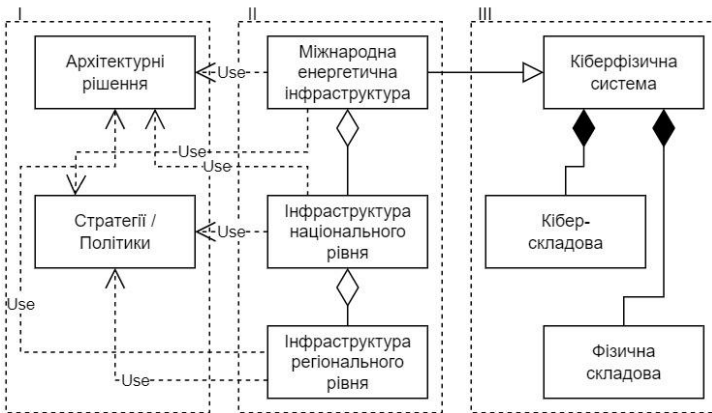 I
II
III
Архітектурні
рішення
Use
Міжнародна
енергетична
інфраструктура
Кіберфізична
система
Use
Use
Стратегії /
Політики
Use
Інфраструктура
національного
рівня
Кібер-
складова
Use
Інфраструктура
регіонального
рівня
Use
Фізична
складова